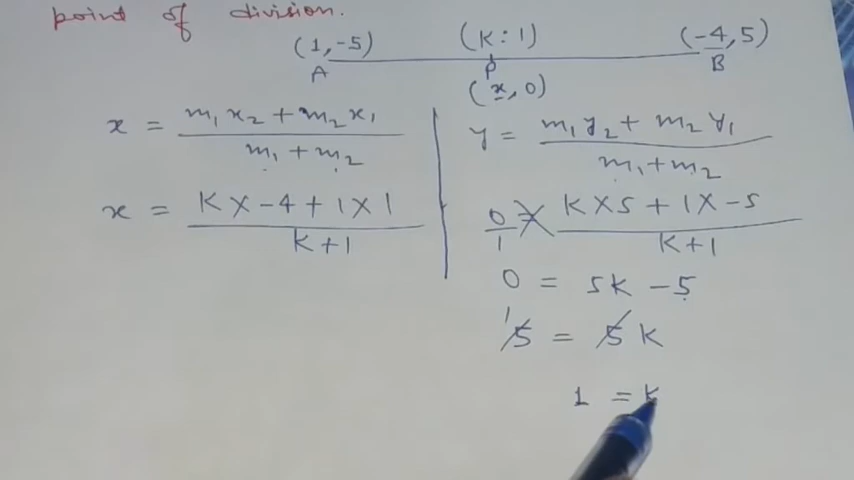 point of division.
(1, -5) (K : 1) (-4, 5)
A P B
(x, 0)
x = m₁x₂ + m₂x₁ / m₁ + m₂
x = K × -4 + 1 × 1 / K + 1
y = m₁y₂ + m₂y₁ / m₁ + m₂
0/1 = K × 5 + 1 × -5 / K + 1
0 = 5K - 5
1 5 = 5 K
1 = K